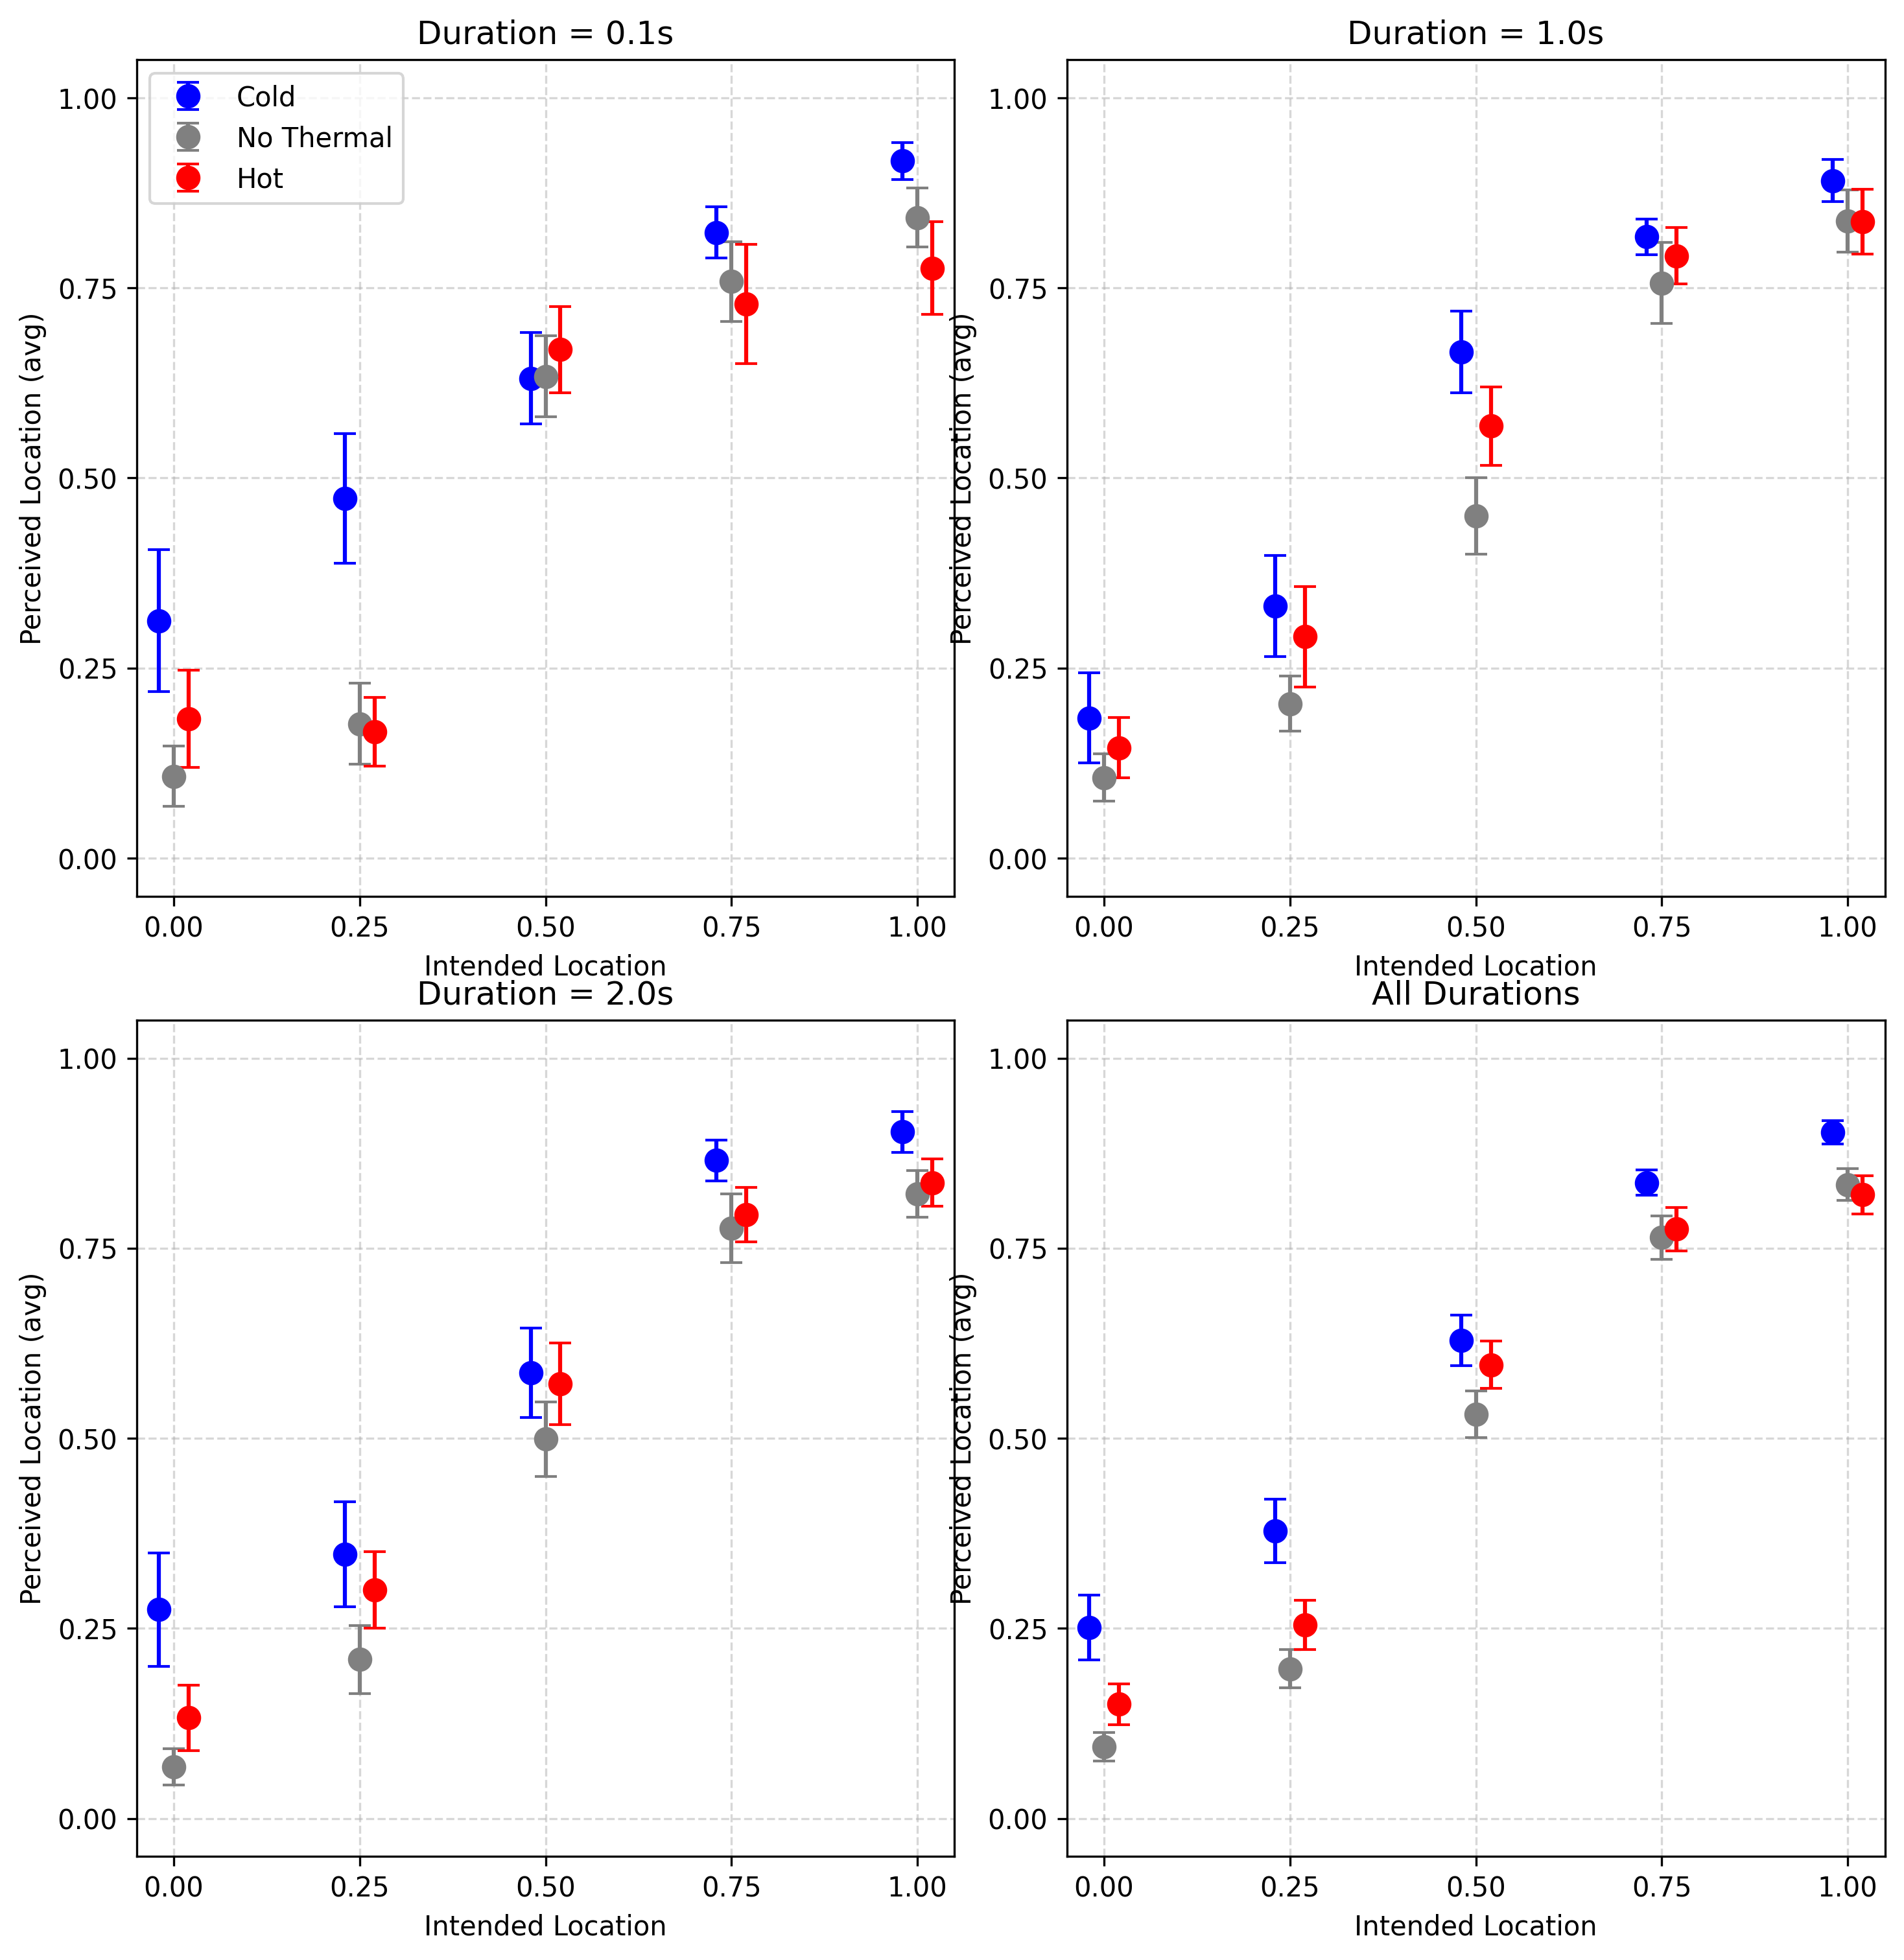 Duration = 0.1s
Cold
No Thermal
Hot
Perceived Location (avg)
1.00
0.75
0.50
0.25
0.00
0.00 0.25 0.50 0.75 1.00
Intended Location
Duration = 1.0s
Perceived Location (avg)
1.00
0.75
0.50
0.25
0.00
0.00 0.25 0.50 0.75 1.00
Intended Location
Duration = 2.0s
Perceived Location (avg)
1.00
0.75
0.50
0.25
0.00
0.00 0.25 0.50 0.75 1.00
Intended Location
All Durations
Perceived Location (avg)
1.00
0.75
0.50
0.25
0.00
0.00 0.25 0.50 0.75 1.00
Intended Location